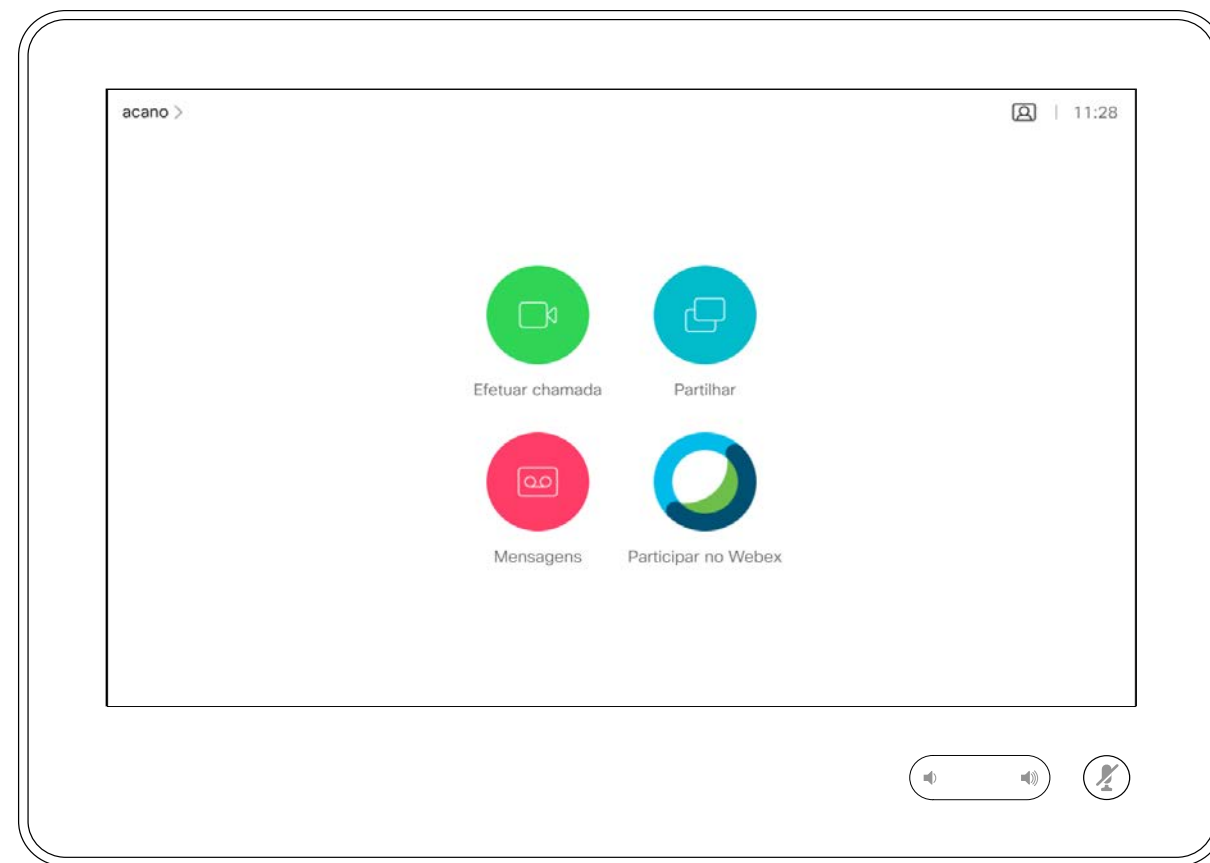 acano >
11:28
Efetuar chamada
Partilhar
Mensagens
Participar no Webex